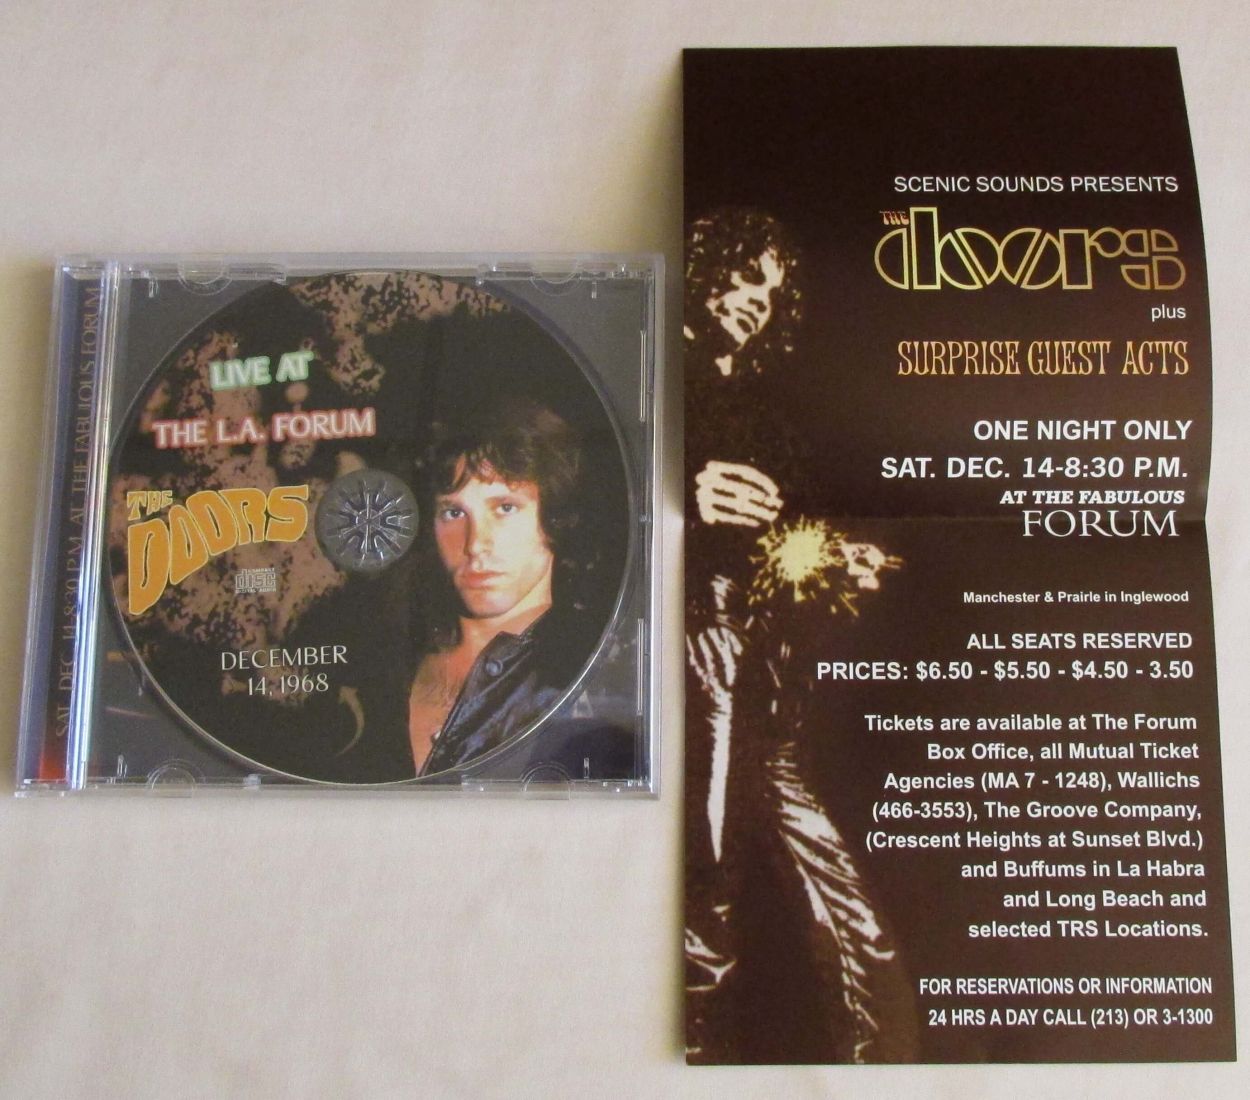 SAT. DEC. 14-8:30 P.M. AT THE FABULOUS FORUM
LIVE AT
THE L.A. FORUM
THE
DOORS
COMPACT
DISC
DIGITAL AUDIO
DECEMBER
14, 1968
SCENIC SOUNDS PRESENTS
THE
doors
plus
SURPRISE GUEST ACTS
ONE NIGHT ONLY
SAT. DEC. 14-8:30 P.M.
AT THE FABULOUS
FORUM
Manchester & Prairie in Inglewood
ALL SEATS RESERVED
PRICES: $6.50 - $5.50 - $4.50 - 3.50
Tickets are available at The Forum
Box Office, all Mutual Ticket
Agencies (MA 7 - 1248), Wallichs
(466-3553), The Groove Company,
(Crescent Heights at Sunset Blvd.)
and Buffums in La Habra
and Long Beach and
selected TRS Locations.
FOR RESERVATIONS OR INFORMATION
24 HRS A DAY CALL (213) OR 3-1300